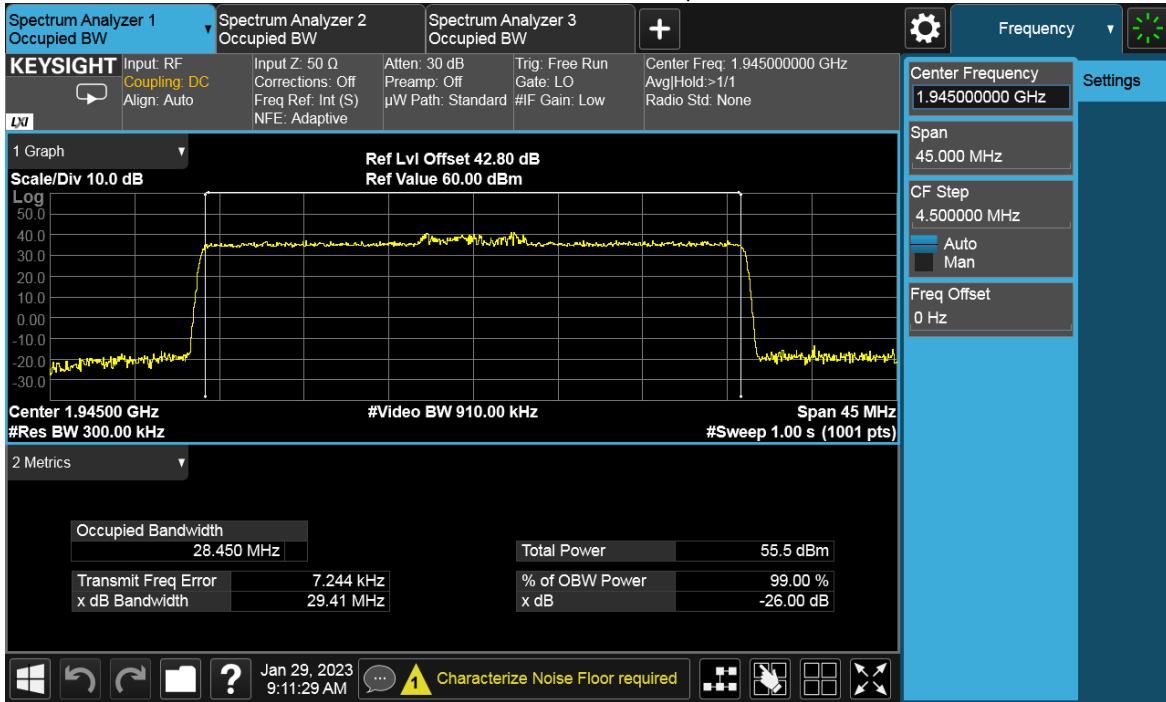 Spectrum Analyzer 1
Occupied BW
Spectrum Analyzer 2
Occupied BW
Spectrum Analyzer 3
Occupied BW
+
Frequency
KEYSIGHT
LXI
Input: RF
Coupling: DC
Align: Auto
Input Z: 50 Ω
Corrections: Off
Freq Ref: Int (S)
NFE: Adaptive
Atten: 30 dB
Preamp: Off
µW Path: Standard
Trig: Free Run
Gate: LO
#IF Gain: Low
Center Freq: 1.945000000 GHz
Avg|Hold:>1/1
Radio Std: None
Center Frequency
1.945000000 GHz
Settings
Span
45.000 MHz
CF Step
4.500000 MHz
Auto
Man
Freq Offset
0 Hz
1 Graph
Scale/Div 10.0 dB
Ref Lvl Offset 42.80 dB
Ref Value 60.00 dBm
Log
50.0
40.0
30.0
20.0
10.0
0.00
-10.0
-20.0
-30.0
Center 1.94500 GHz
#Video BW 910.00 kHz
Span 45 MHz
#Res BW 300.00 kHz
#Sweep 1.00 s (1001 pts)
2 Metrics
Occupied Bandwidth
28.450 MHz
Total Power 55.5 dBm
Transmit Freq Error 7.244 kHz
% of OBW Power 99.00 %
x dB Bandwidth 29.41 MHz
x dB -26.00 dB
?
Jan 29, 2023
9:11:29 AM
1
Characterize Noise Floor required